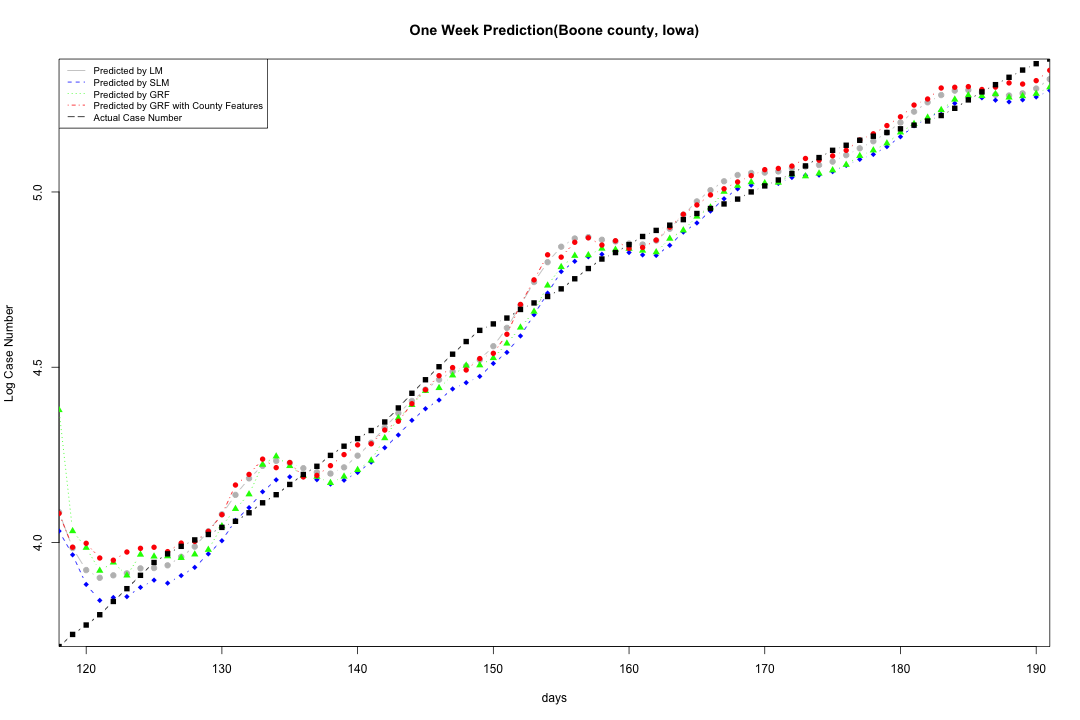 One Week Prediction(Boone county, Iowa)
Predicted by LM
Predicted by SLM
Predicted by GRF
Predicted by GRF with County Features
Actual Case Number
Log Case Number
5.0
4.5
4.0
120 130 140 150 160 170 180 190
days